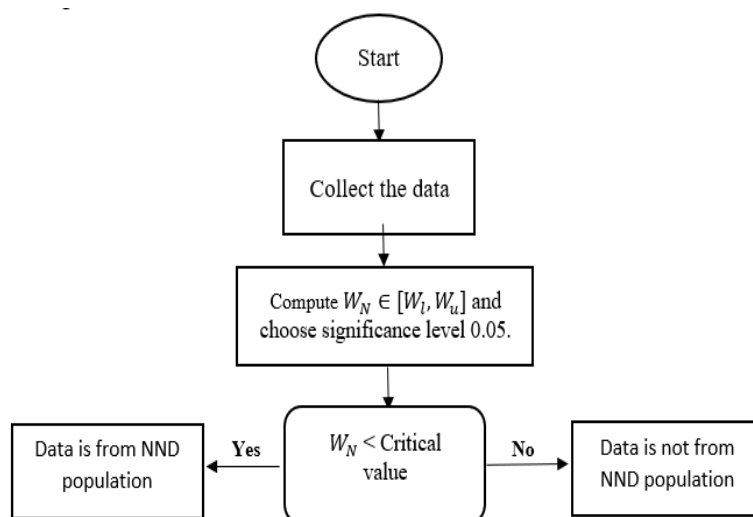 Start
Collect the data
Compute W_N ∈ [W_l, W_u] and
choose significance level 0.05.
Data is from NND
population
Yes
W_N < Critical
value
No
Data is not from
NND population